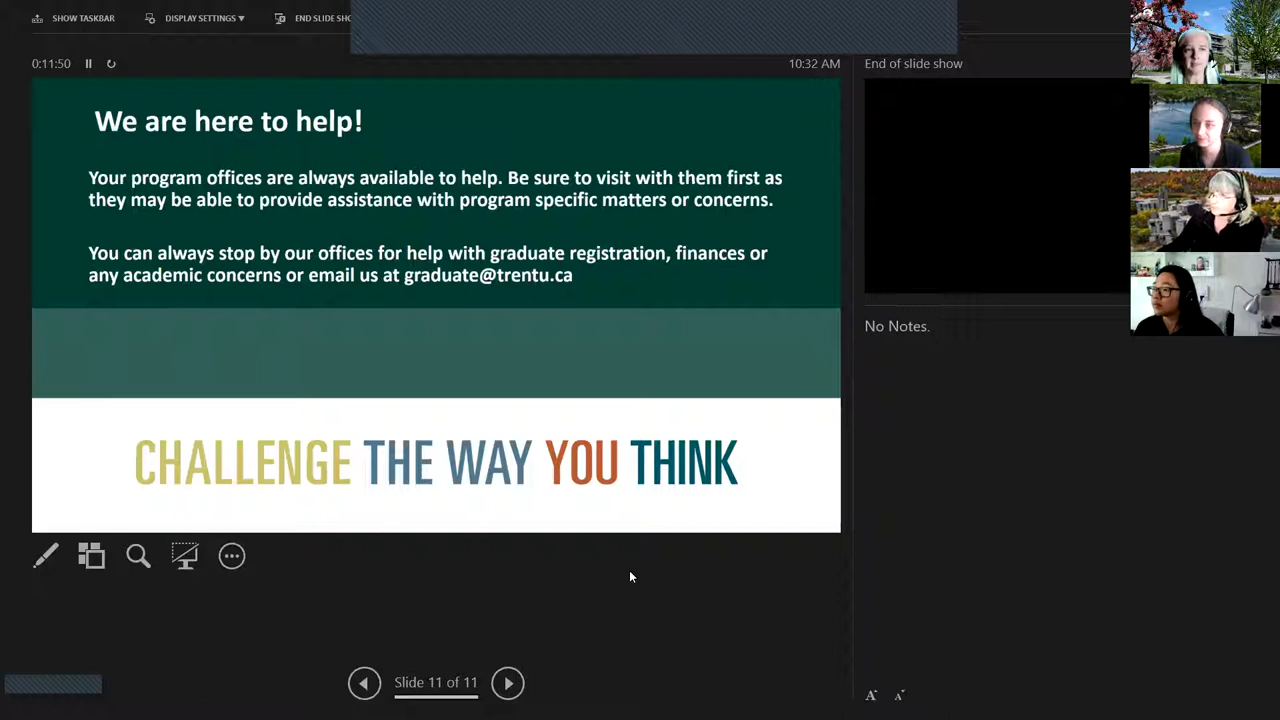 SHOW TASKBAR
DISPLAY SETTINGS ▼
END SLIDE SHO
0:11:50
10:32 AM
End of slide show
We are here to help!
Your program offices are always available to help. Be sure to visit with them first as
they may be able to provide assistance with program specific matters or concerns.
You can always stop by our offices for help with graduate registration, finances or
any academic concerns or email us at graduate@trentu.ca
No Notes.
CHALLENGE THE WAY YOU THINK
Slide 11 of 11
A A